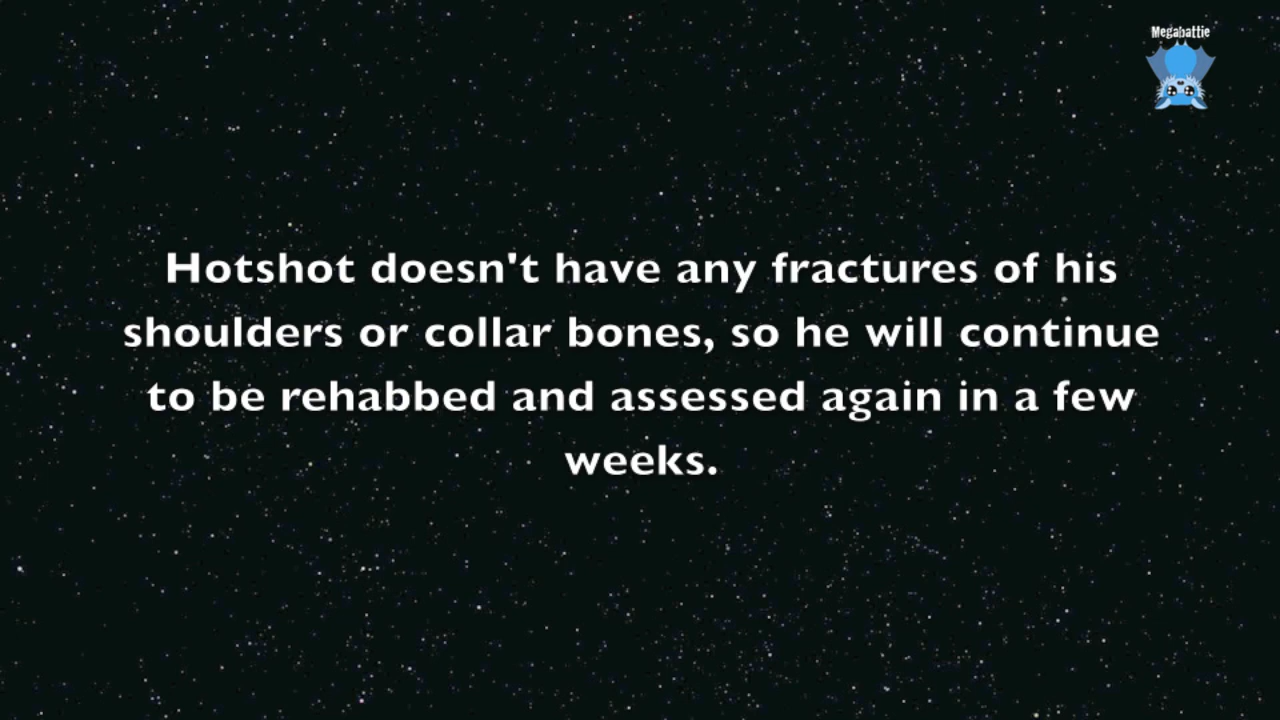 Megabattie
Hotshot doesn't have any fractures of his
shoulders or collar bones, so he will continue
to be rehabbed and assessed again in a few
weeks.